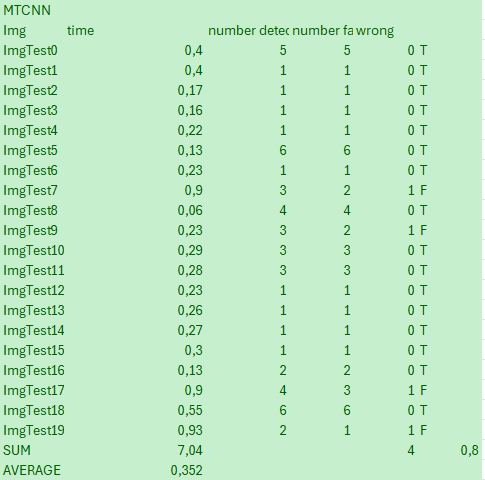 MTCNN
Img time number detec number fa wrong
ImgTest0 0,4 5 5 0 T
ImgTest1 0,4 1 1 0 T
ImgTest2 0,17 1 1 0 T
ImgTest3 0,16 1 1 0 T
ImgTest4 0,22 1 1 0 T
ImgTest5 0,13 6 6 0 T
ImgTest6 0,23 1 1 0 T
ImgTest7 0,9 3 2 1 F
ImgTest8 0,06 4 4 0 T
ImgTest9 0,23 3 2 1 F
ImgTest10 0,29 3 3 0 T
ImgTest11 0,28 3 3 0 T
ImgTest12 0,23 1 1 0 T
ImgTest13 0,26 1 1 0 T
ImgTest14 0,27 1 1 0 T
ImgTest15 0,3 1 1 0 T
ImgTest16 0,13 2 2 0 T
ImgTest17 0,9 4 3 1 F
ImgTest18 0,55 6 6 0 T
ImgTest19 0,93 2 1 1 F
SUM 7,04 4 0,8
AVERAGE 0,352